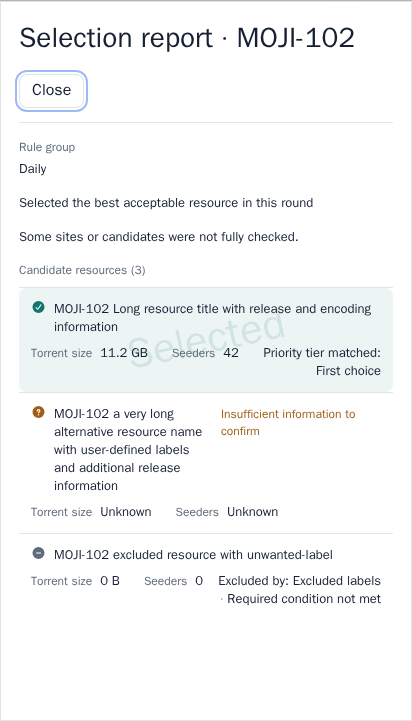 Selection report · MOJI-102
Close
Rule group
Daily
Selected the best acceptable resource in this round
Some sites or candidates were not fully checked.
Candidate resources (3)
MOJI-102 Long resource title with release and encoding
information
Selected
Torrent size 11.2 GB Seeders 42 Priority tier matched:
First choice
MOJI-102 a very long
alternative resource name
with user-defined labels
and additional release
information
Insufficient information to
confirm
Torrent size Unknown Seeders Unknown
MOJI-102 excluded resource with unwanted-label
Torrent size 0 B Seeders 0 Excluded by: Excluded labels
· Required condition not met